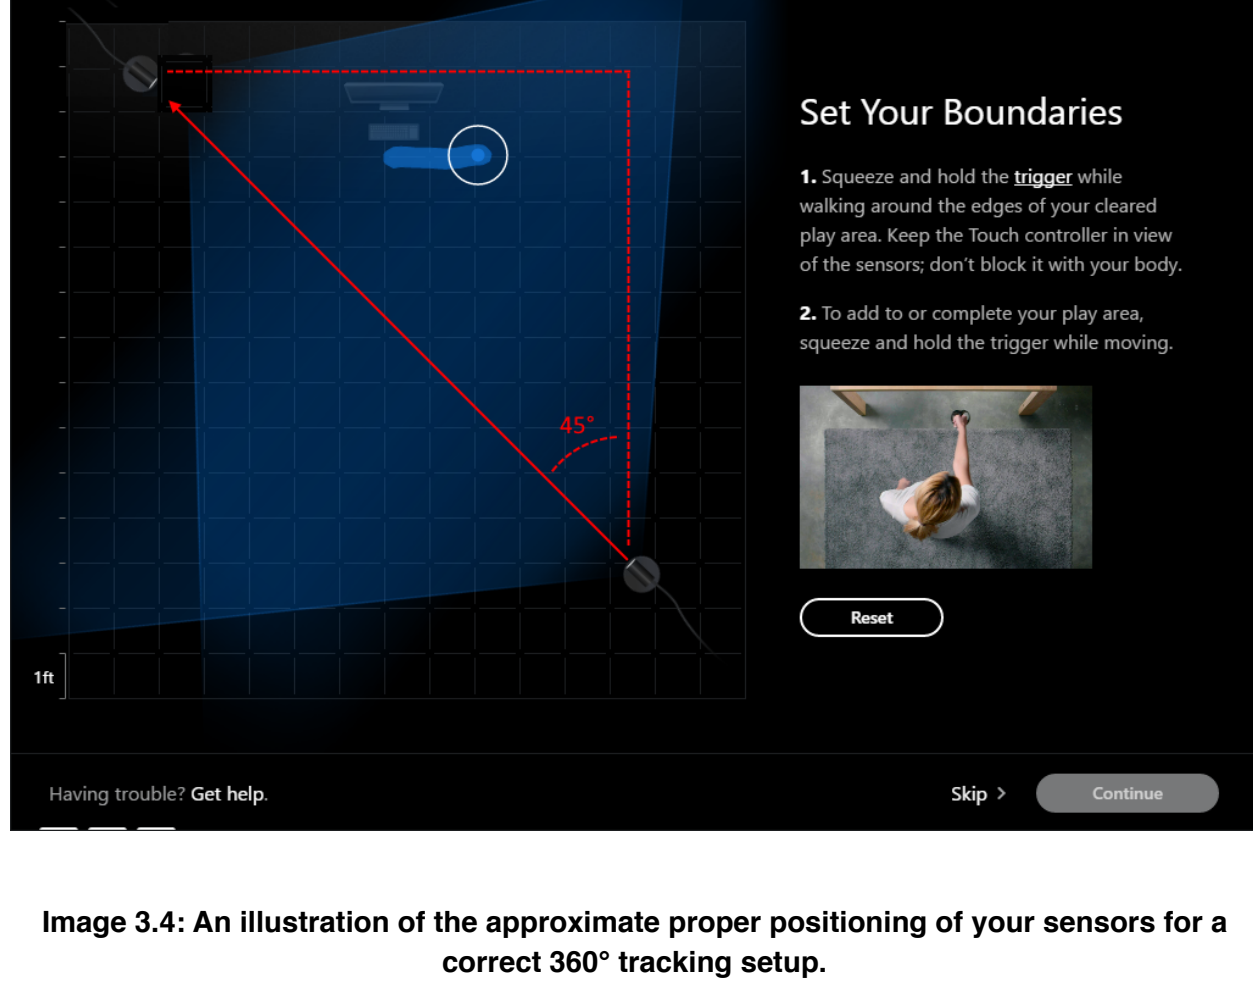 45°
1ft
Set Your Boundaries
1. Squeeze and hold the trigger while
walking around the edges of your cleared
play area. Keep the Touch controller in view
of the sensors; don't block it with your body.
2. To add to or complete your play area,
squeeze and hold the trigger while moving.
Reset
Having trouble? Get help.
Skip >
Continue
Image 3.4: An illustration of the approximate proper positioning of your sensors for a
correct 360° tracking setup.